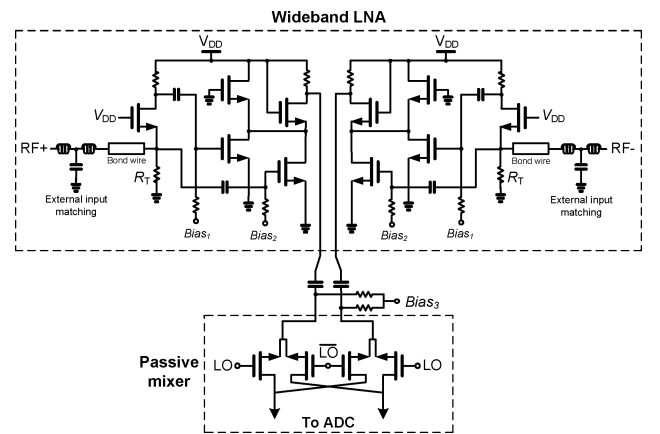 Wideband LNA
VDD
VDD
VDD
VDD
RF+
RF-
Bond wire
Bond wire
RT
RT
External input
matching
External input
matching
Bias1
Bias2
Bias2
Bias1
Bias3
Passive
mixer
LO
LO
LO
To ADC